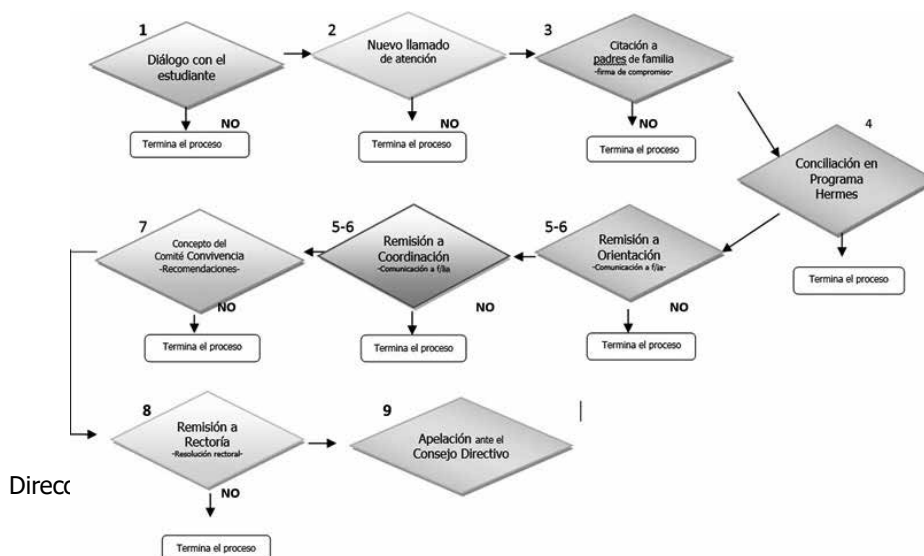 1
Diálogo con el
estudiante
NO
Termina el proceso
2
Nuevo llamado
de atención
NO
Termina el proceso
3
Citación a
padres de familia
-firma de compromiso-
NO
Termina el proceso
4
Conciliación en
Programa
Hermes
Termina el proceso
5-6
Remisión a
Orientación
-Comunicación a f/lia-
NO
Termina el proceso
5-6
Remisión a
Coordinación
-Comunicación a f/lia
NO
Termina el proceso
7
Concepto del
Comité Convivencia
-Recomendaciones-
NO
Termina el proceso
8
Remisión a
Rectoría
-Resolución rectoral-
NO
Termina el proceso
9
Apelación ante el
Consejo Directivo